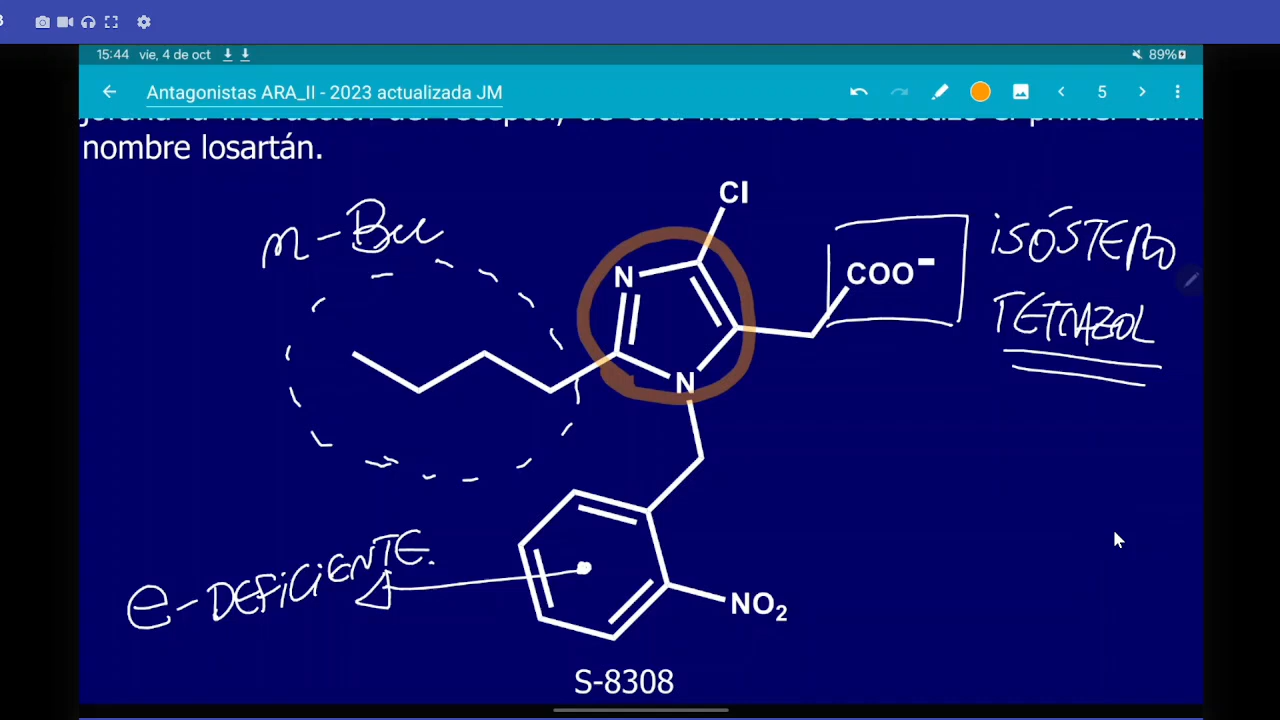 15:44 vie, 4 de oct 89%
Antagonistas ARA_II - 2023 actualizada JM 5
nombre losartán.
Cl
n-Bu
N
COO-
ISÓSTERO
TETRAZOL
N
e-DEFICIENTE.
NO2
S-8308